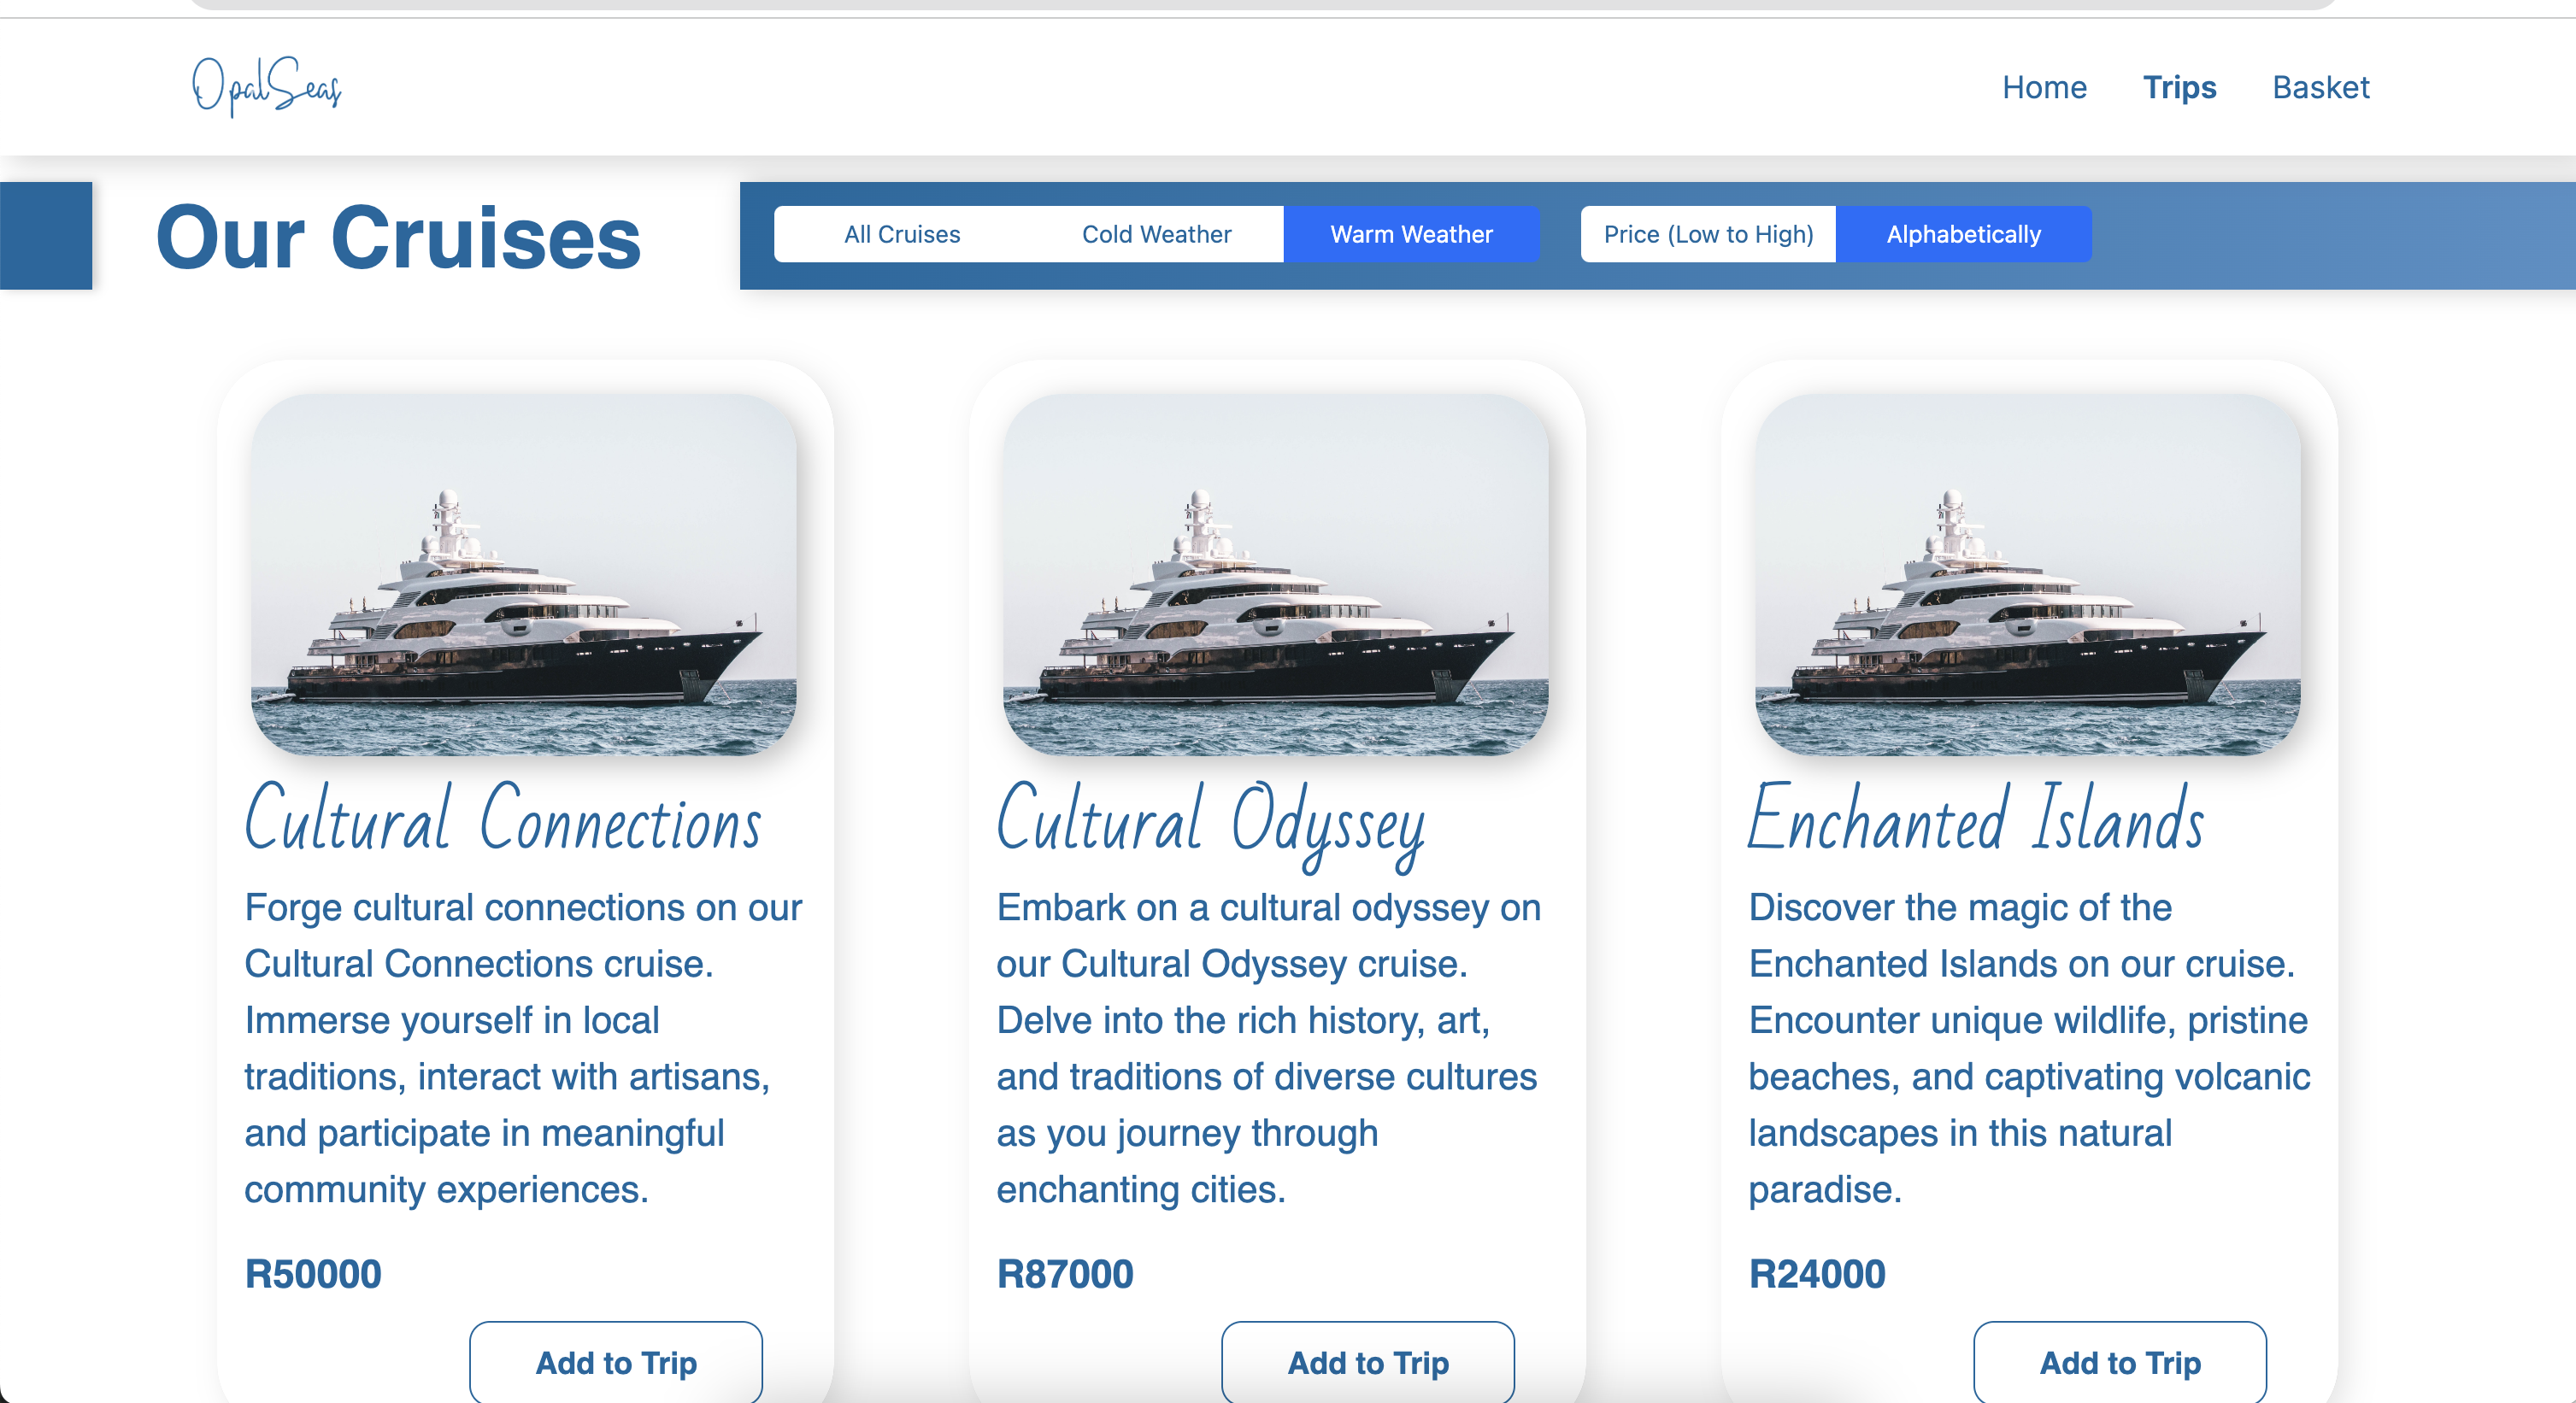 OpalSeas
Home Trips Basket
Our Cruises
All Cruises Cold Weather Warm Weather Price (Low to High) Alphabetically
Cultural Connections
Forge cultural connections on our
Cultural Connections cruise.
Immerse yourself in local
traditions, interact with artisans,
and participate in meaningful
community experiences.
R50000
Add to Trip
Cultural Odyssey
Embark on a cultural odyssey on
our Cultural Odyssey cruise.
Delve into the rich history, art,
and traditions of diverse cultures
as you journey through
enchanting cities.
R87000
Add to Trip
Enchanted Islands
Discover the magic of the
Enchanted Islands on our cruise.
Encounter unique wildlife, pristine
beaches, and captivating volcanic
landscapes in this natural
paradise.
R24000
Add to Trip